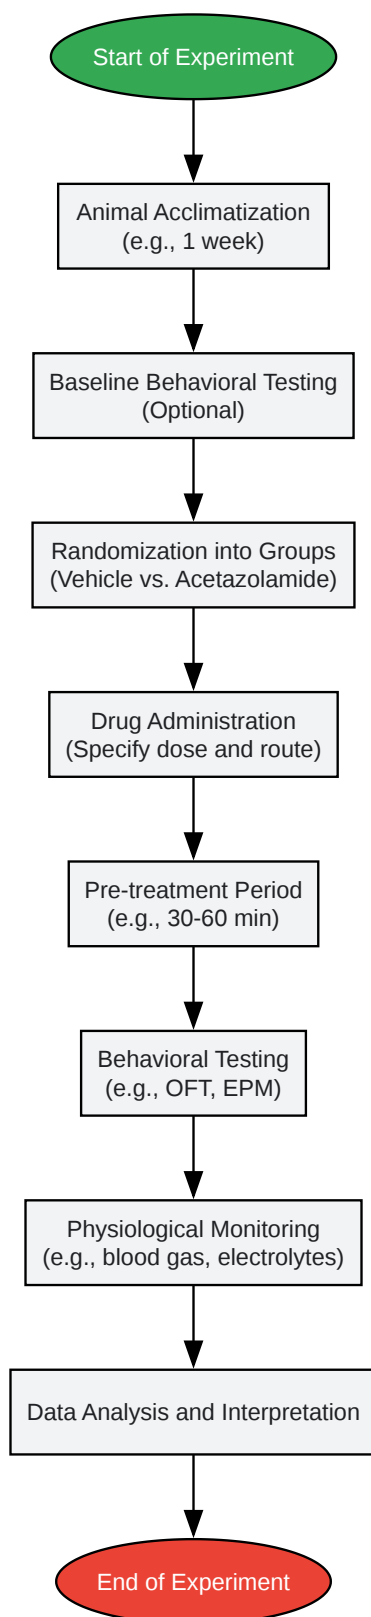 Start of Experiment
Animal Acclimatization
(e.g., 1 week)
Baseline Behavioral Testing
(Optional)
Randomization into Groups
(Vehicle vs. Acetazolamide)
Drug Administration
(Specify dose and route)
Pre-treatment Period
(e.g., 30-60 min)
Behavioral Testing
(e.g., OFT, EPM)
Physiological Monitoring
(e.g., blood gas, electrolytes)
Data Analysis and Interpretation
End of Experiment